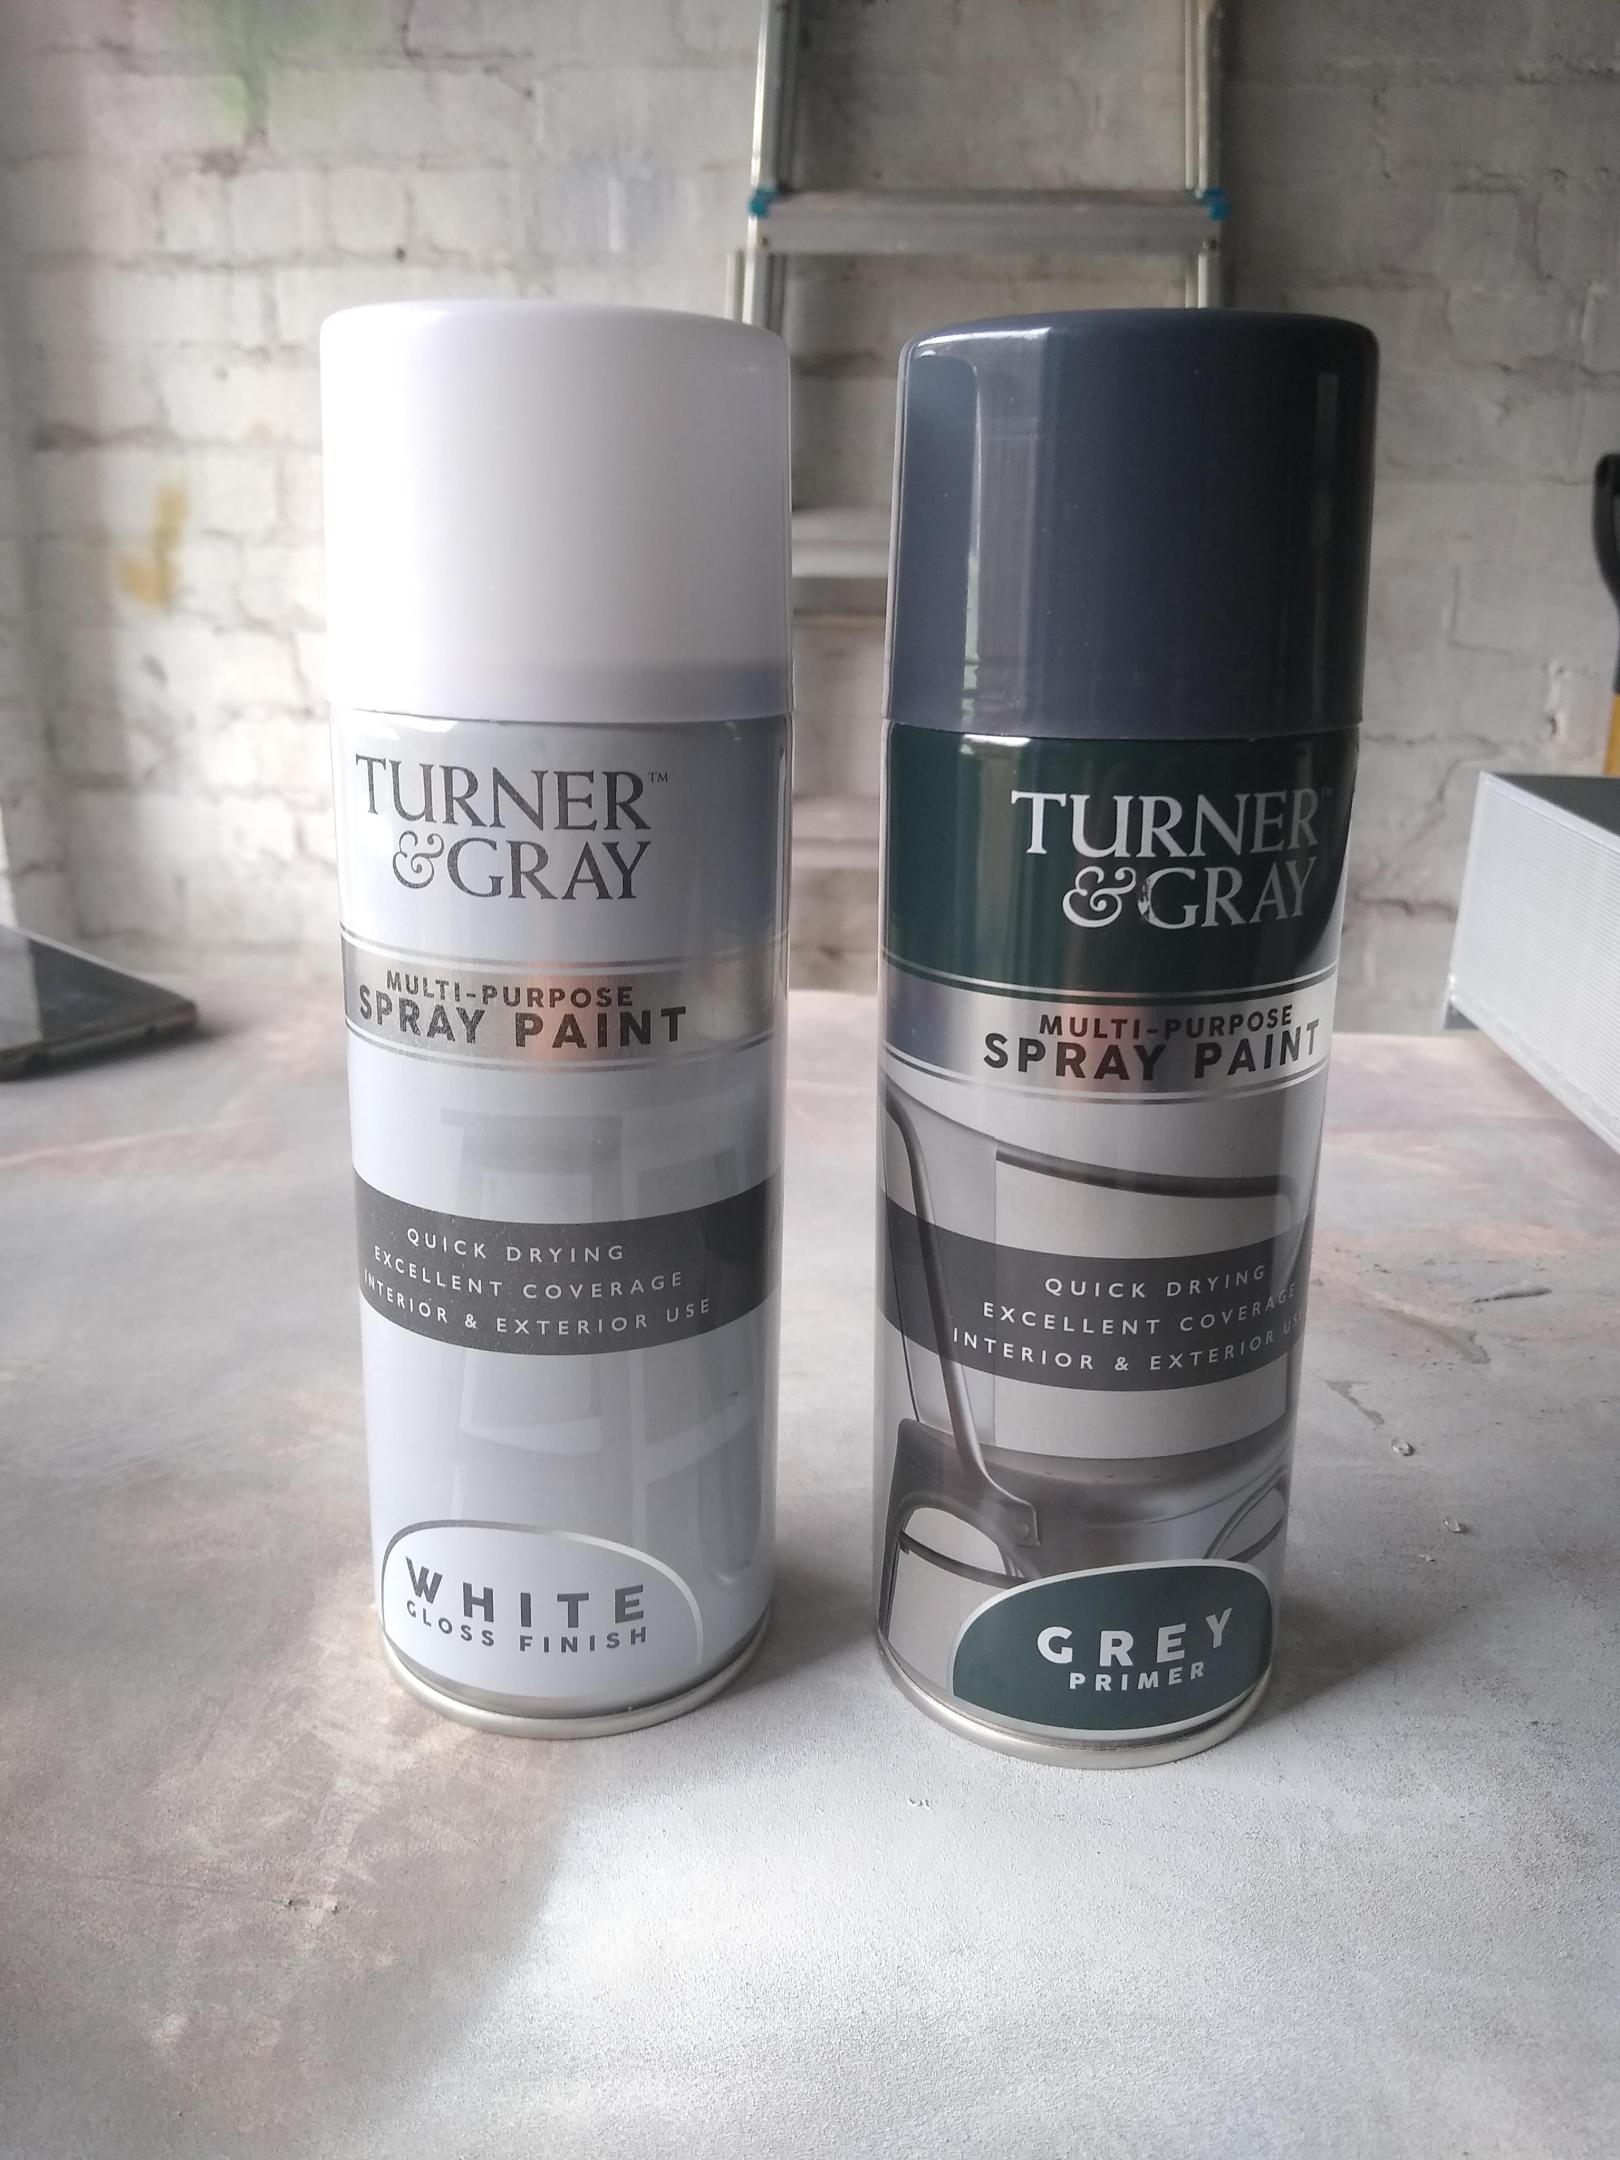 TURNER™
&GRAY
MULTI-PURPOSE
SPRAY PAINT
QUICK DRYING
EXCELLENT COVERAGE
INTERIOR & EXTERIOR USE
WHITE
GLOSS FINISH
TURNER™
&GRAY
MULTI-PURPOSE
SPRAY PAINT
QUICK DRYING
EXCELLENT COVERAGE
INTERIOR & EXTERIOR USE
GREY
PRIMER